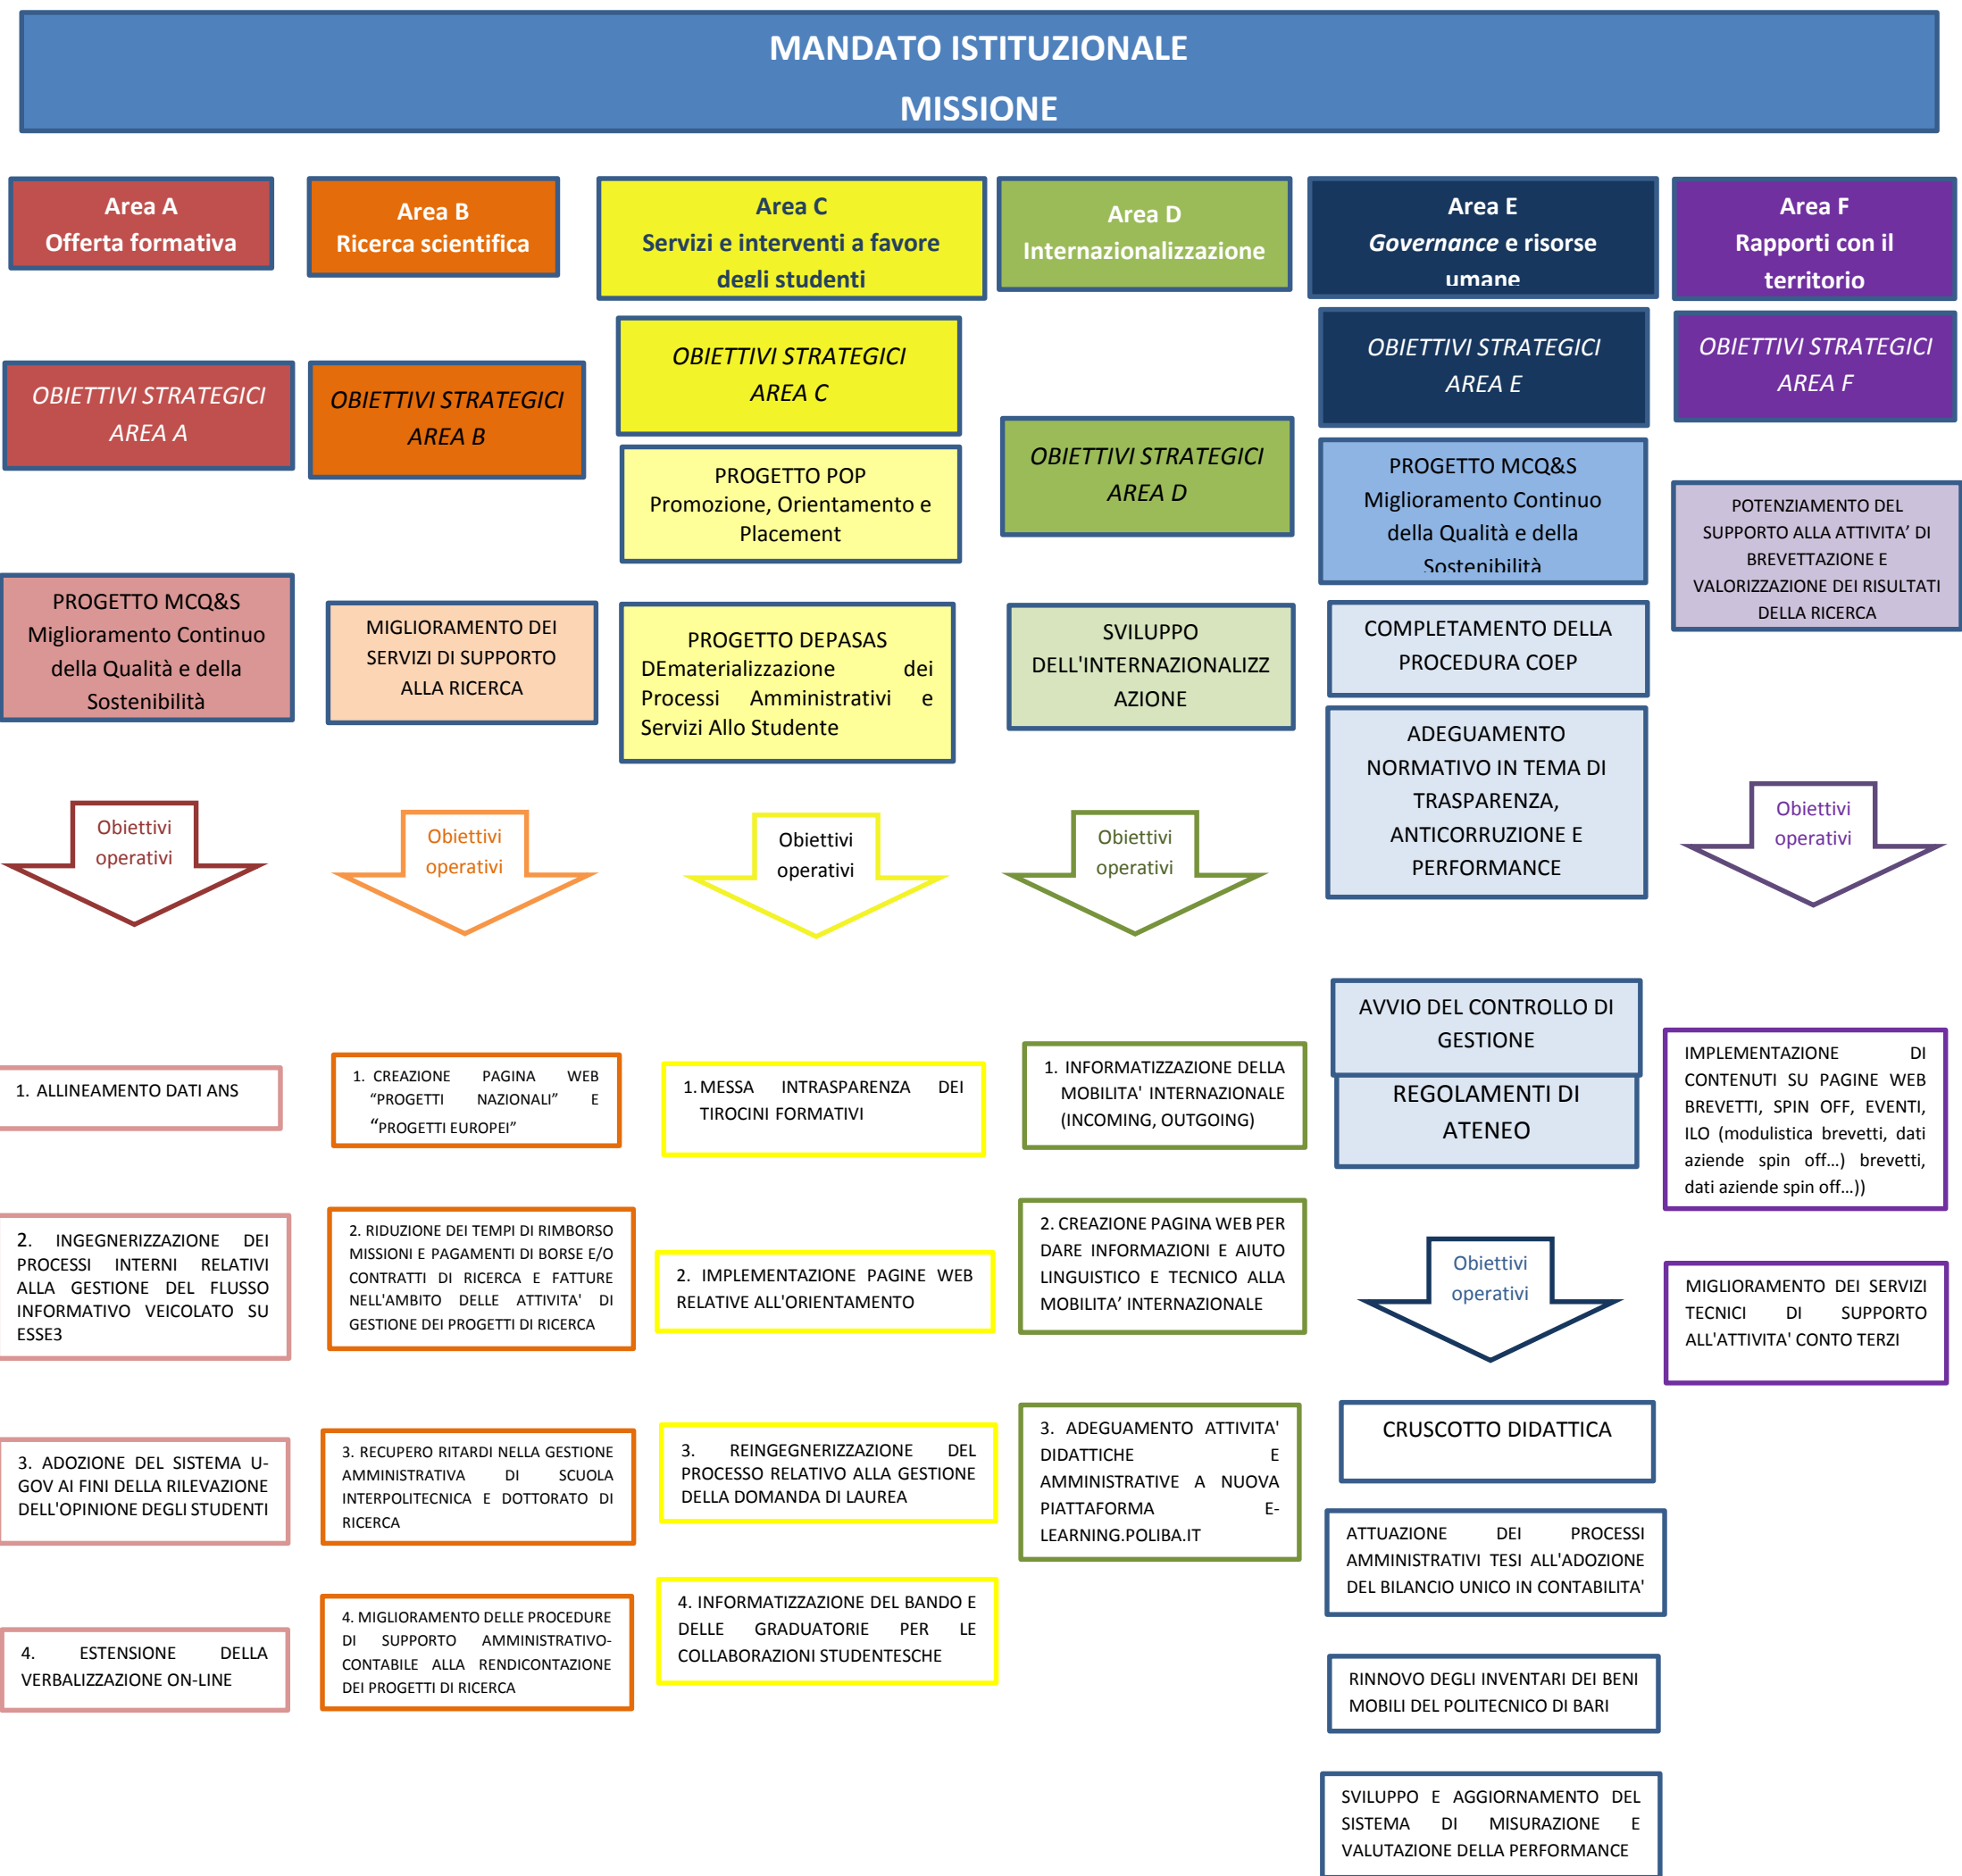 MANDATO ISTITUZIONALE
MISSIONE
Area A
Offerta formativa
Area B
Ricerca scientifica
Area C
Servizi e interventi a favore
degli studenti
Area D
Internazionalizzazione
Area E
Governance e risorse
umane
Area F
Rapporti con il
territorio
OBIETTIVI STRATEGICI
AREA A
OBIETTIVI STRATEGICI
AREA B
OBIETTIVI STRATEGICI
AREA C
OBIETTIVI STRATEGICI
AREA D
OBIETTIVI STRATEGICI
AREA E
OBIETTIVI STRATEGICI
AREA F
PROGETTO MCQ&S
Miglioramento Continuo
della Qualità e della
Sostenibilità
MIGLIORAMENTO DEI
SERVIZI DI SUPPORTO
ALLA RICERCA
PROGETTO POP
Promozione, Orientamento e
Placement
PROGETTO DEPASAS
DEmaterializzazione dei
Processi Amministrativi e
Servizi Allo Studente
SVILUPPO
DELL'INTERNAZIONALIZZ
AZIONE
PROGETTO MCQ&S
Miglioramento Continuo
della Qualità e della
Sostenibilità
COMPLETAMENTO DELLA
PROCEDURA COEP
ADEGUAMENTO
NORMATIVO IN TEMA DI
TRASPARENZA,
ANTICORRUZIONE E
PERFORMANCE
POTENZIAMENTO DEL
SUPPORTO ALLA ATTIVITA’ DI
BREVETTAZIONE E
VALORIZZAZIONE DEI RISULTATI
DELLA RICERCA
Obiettivi
operativi
Obiettivi
operativi
Obiettivi
operativi
Obiettivi
operativi
Obiettivi
operativi
AVVIO DEL CONTROLLO DI
GESTIONE
REGOLAMENTI DI
ATENEO
Obiettivi
operativi
1. ALLINEAMENTO DATI ANS
2. INGEGNERIZZAZIONE DEI
PROCESSI INTERNI RELATIVI
ALLA GESTIONE DEL FLUSSO
INFORMATIVO VEICOLATO SU
ESSE3
3. ADOZIONE DEL SISTEMA U-
GOV AI FINI DELLA RILEVAZIONE
DELL'OPINIONE DEGLI STUDENTI
4. ESTENSIONE DELLA
VERBALIZZAZIONE ON-LINE
1. CREAZIONE PAGINA WEB
“PROGETTI NAZIONALI” E
“PROGETTI EUROPEI”
2. RIDUZIONE DEI TEMPI DI RIMBORSO
MISSIONI E PAGAMENTI DI BORSE E/O
CONTRATTI DI RICERCA E FATTURE
NELL'AMBITO DELLE ATTIVITA' DI
GESTIONE DEI PROGETTI DI RICERCA
3. RECUPERO RITARDI NELLA GESTIONE
AMMINISTRATIVA DI SCUOLA
INTERPOLITECNICA E DOTTORATO DI
RICERCA
4. MIGLIORAMENTO DELLE PROCEDURE
DI SUPPORTO AMMINISTRATIVO-
CONTABILE ALLA RENDICONTAZIONE
DEI PROGETTI DI RICERCA
1. MESSA INTRASPARENZA DEI
TIROCINI FORMATIVI
2. IMPLEMENTAZIONE PAGINE WEB
RELATIVE ALL'ORIENTAMENTO
3. REINGEGNERIZZAZIONE DEL
PROCESSO RELATIVO ALLA GESTIONE
DELLA DOMANDA DI LAUREA
4. INFORMATIZZAZIONE DEL BANDO E
DELLE GRADUATORIE PER LE
COLLABORAZIONI STUDENTESCHE
1. INFORMATIZZAZIONE DELLA
MOBILITA' INTERNAZIONALE
(INCOMING, OUTGOING)
2. CREAZIONE PAGINA WEB PER
DARE INFORMAZIONI E AIUTO
LINGUISTICO E TECNICO ALLA
MOBILITA’ INTERNAZIONALE
3. ADEGUAMENTO ATTIVITA'
DIDATTICHE E
AMMINISTRATIVE A NUOVA
PIATTAFORMA E-
LEARNING.POLIBA.IT
CRUSCOTTO DIDATTICA
ATTUAZIONE DEI PROCESSI
AMMINISTRATIVI TESI ALL'ADOZIONE
DEL BILANCIO UNICO IN CONTABILITA'
RINNOVO DEGLI INVENTARI DEI BENI
MOBILI DEL POLITECNICO DI BARI
SVILUPPO E AGGIORNAMENTO DEL
SISTEMA DI MISURAZIONE E
VALUTAZIONE DELLA PERFORMANCE
IMPLEMENTAZIONE DI
CONTENUTI SU PAGINE WEB
BREVETTI, SPIN OFF, EVENTI,
ILO (modulistica brevetti, dati
aziende spin off…) brevetti,
dati aziende spin off…))
MIGLIORAMENTO DEI SERVIZI
TECNICI DI SUPPORTO
ALL'ATTIVITA' CONTO TERZI